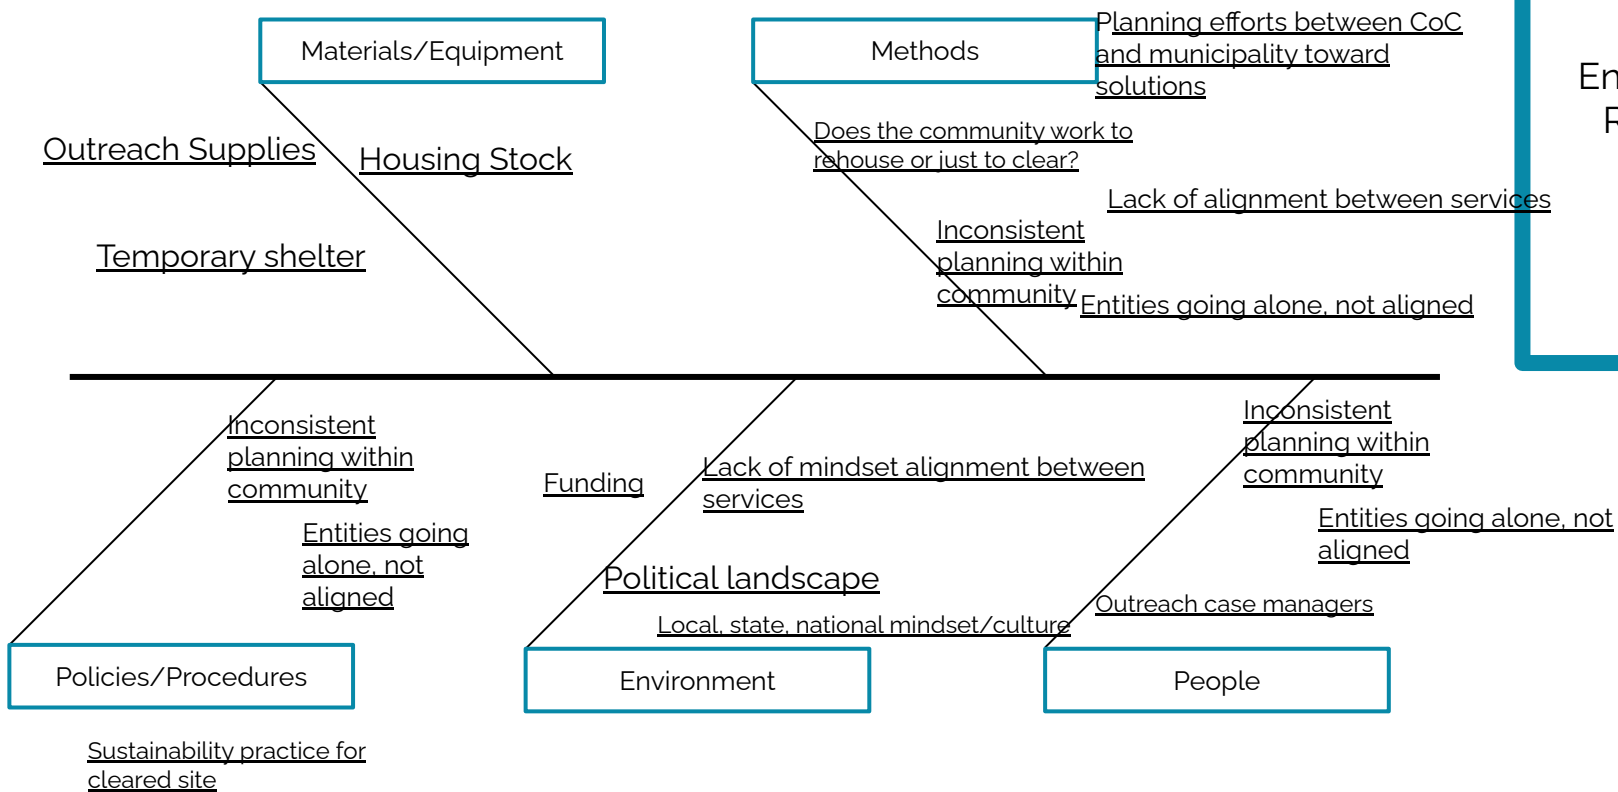 Materials/Equipment
Methods
Planning efforts between CoC
and municipality toward
solutions
Outreach Supplies
Housing Stock
Temporary shelter
Does the community work to
rehouse or just to clear?
Lack of alignment between services
Inconsistent
planning within
community
Entities going alone, not aligned
Inconsistent
planning within
community
Entities going
alone, not
aligned
Policies/Procedures
Sustainability practice for
cleared site
Funding
Lack of mindset alignment between
services
Political landscape
Local, state, national mindset/culture
Environment
Inconsistent
planning within
community
Entities going alone, not
aligned
Outreach case managers
People